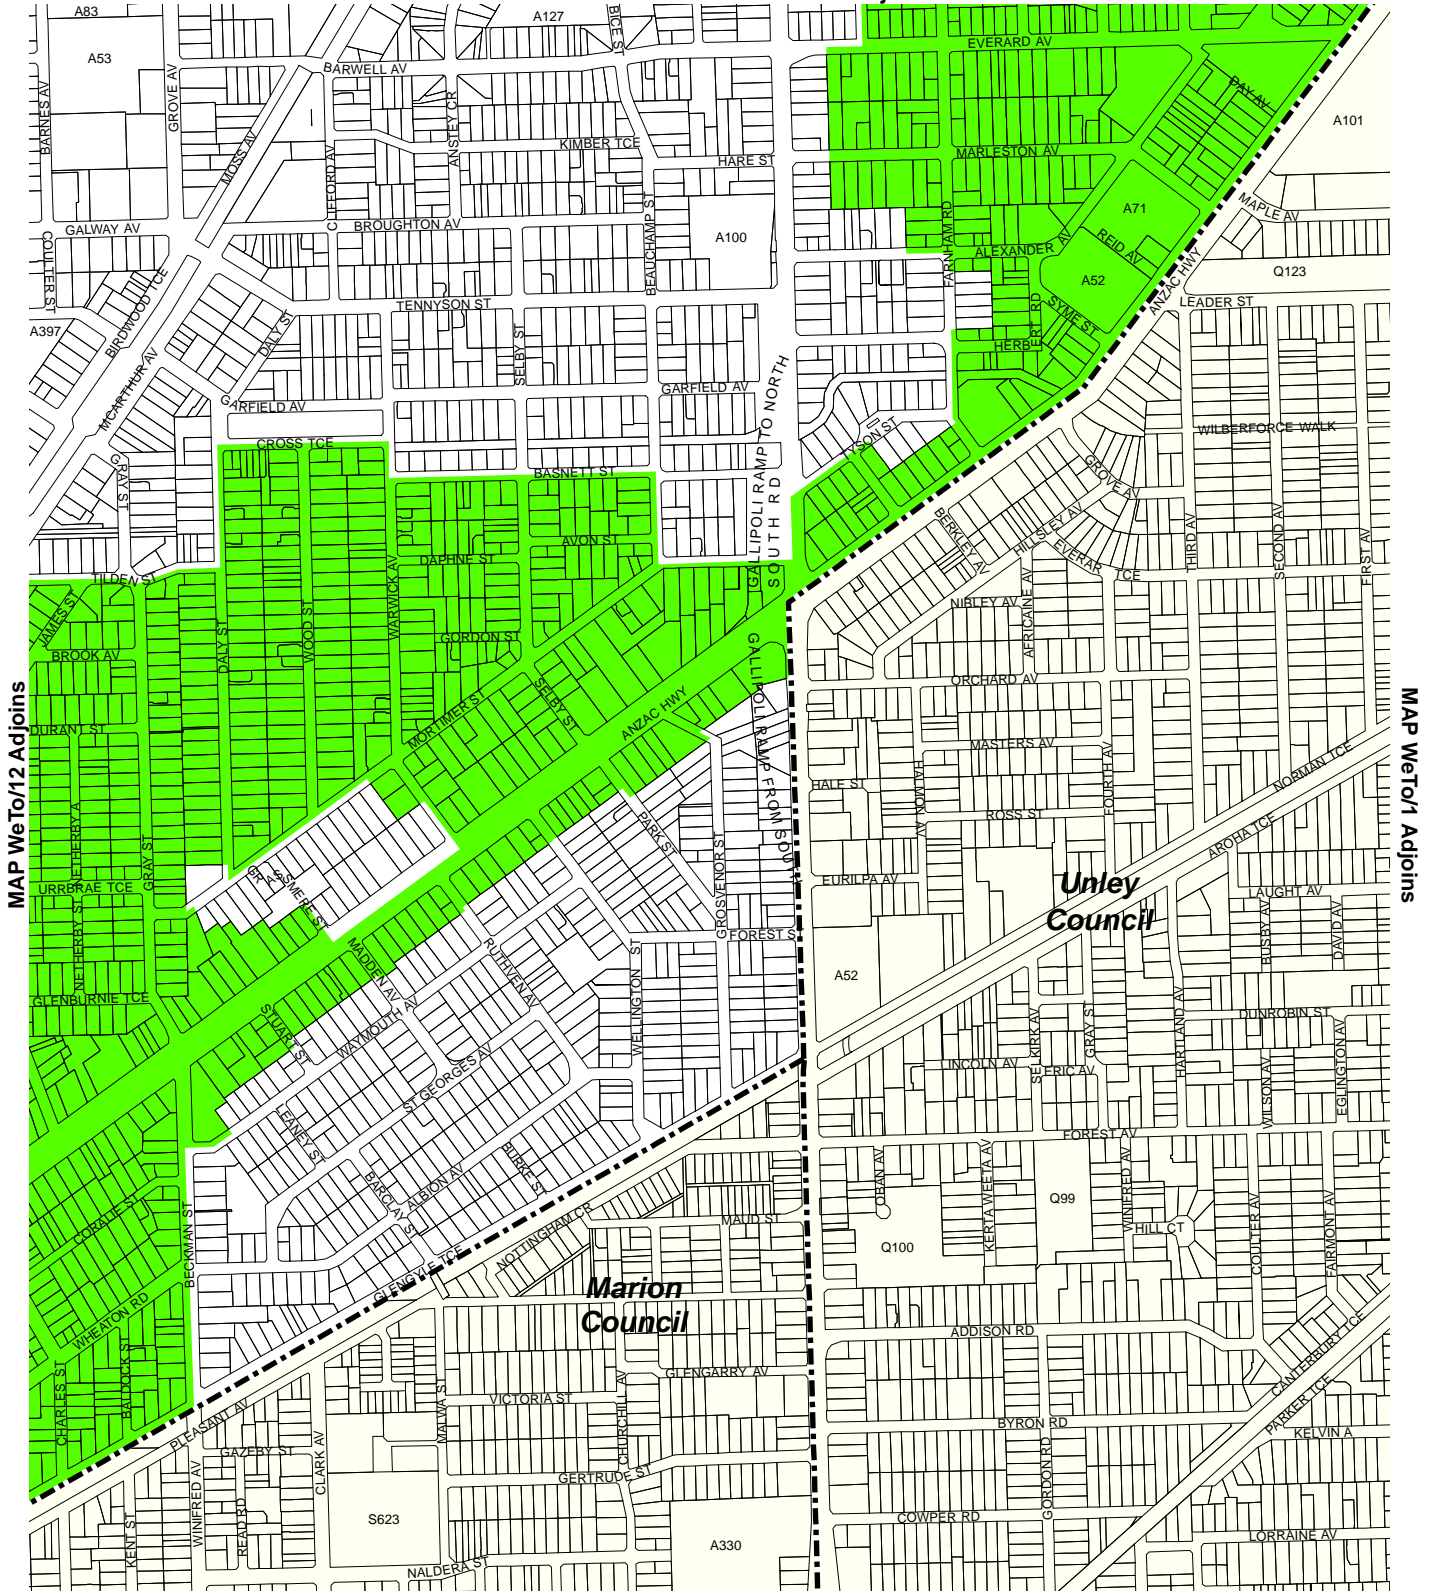 A83
A127
BICE ST
EVERARD AV
A53
BARWELL AV
DAY AV
BARNES AV
GROVE AV
MOSS AV
CLIFFORD AV
ANSTEY CR
KIMBER TCE
HARE ST
MARLESTON AV
A101
GALWAY AV
BROUGHTON AV
BEAUCHAMP ST
A100
FARNHAM RD
A71
MAPLE AV
COULTER ST
ALEXANDER AV
REID AV
A52
ANZAC HWY
Q123
BIRDWOOD TCE
TENNYSON ST
LEADER ST
A397
DALY ST
SELBY ST
HERBERT RD
SYME ST
MCARTHUR AV
GARFIELD AV
GARFIELD AV
GALLIPOLI RAMP TO NORTH
CROSS TCE
TYSON ST
WILBERFORCE WALK
GRAY ST
BASNETT ST
SOUTH RD
GROVE AV
BERKLEY AV
HILLSLEY AV
THIRD AV
SECOND AV
FIRST AV
AVON ST
DAPHNE ST
TILDEN S
EVERAR TCE
JAMES ST
WARWICK AV
WOOD ST
DALY ST
NIBLEY AV
AFRICAINE AV
GORDON ST
BROOK AV
GALLIPOLI RAMP FROM SOU
ORCHARD AV
MORTIMER ST
SELBY ST
ANZAC HWY
MAP WeTo/12 Adjoins
MAP WeTo/1 Adjoins
DURANT ST
MASTERS AV
NORMAN TCE
HALE ST
HALMON AV
FOURTH AV
NETHERBY A
GRAY ST
PARK ST
GROSVENOR ST
ROSS ST
AROHA TCE
URRBRAE TCE
GRASSMERE ST
EURILPA AV
Unley
Council
LAUGHT AV
NETHERBY ST
FOREST S
BUSBY AV
DAVID AV
GLENBURNIE TCE
MADDEN AV
RUTHVEN AV
WELLINGTON ST
A52
STUART ST
WAYMOUTH AV
SELKIRK AV
GRAY ST
HARTLAND AV
DUNROBIN ST
ST GEORGES AV
LINCOLN AV
ERIC AV
WILSON AV
EGLINGTON AV
LEANEY ST
FOREST AV
BURKE ST
BARCLAY ST
ALBION AV
OBAN AV
KERTA WEETA AV
Q99
WINIFRED AV
CORALIE ST
BECKMAN ST
NOTTINGHAM CR
MAUD ST
HILL CT
Q100
COULTER AV
FAIRMONT AV
GLENGYLE TCE
Marion
Council
WHEATON RD
ADDISON RD
CANTERBURY TCE
CHARLES ST
BALDOCK ST
GLENGARRY AV
MALWA ST
VICTORIA ST
CHURCHILL AV
PARKER TCE
PLEASANT AV
BYRON RD
KELVIN A
GAZEBY ST
CLARK AV
GERTRUDE ST
GORDON RD
WINIFRED AV
READ RD
KENT ST
S623
COWPER RD
LORRAINE AV
A330
NALDERA ST